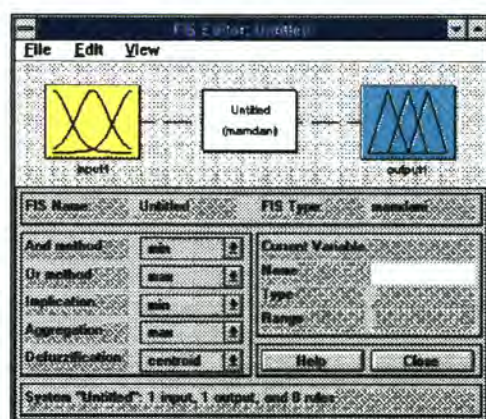 FIS Editor: Untitled
File Edit View
Untitled
(mamdani)
input1
output1
FIS Name: Untitled FIS Type: mamdani
And method min
Or method max
Implication min
Aggregation max
Defuzzification centroid
Current Variable
Name
Type
Range
Help Close
System "Untitled": 1 input, 1 output, and 0 rules